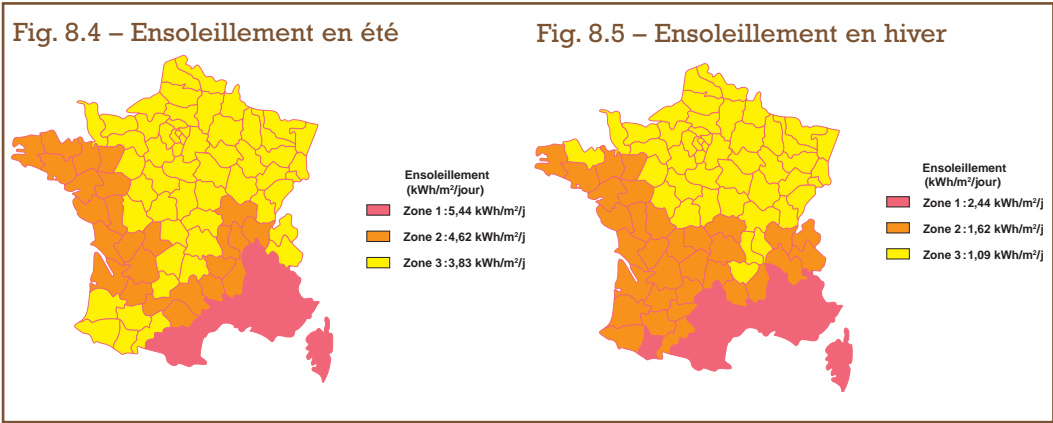 Fig. 8.4 – Ensoleillement en été
Ensoleillement
(kWh/m²/jour)
Zone 1 : 5,44 kWh/m²/j
Zone 2 : 4,62 kWh/m²/j
Zone 3 : 3,83 kWh/m²/j
Fig. 8.5 – Ensoleillement en hiver
Ensoleillement
(kWh/m²/jour)
Zone 1 : 2,44 kWh/m²/j
Zone 2 : 1,62 kWh/m²/j
Zone 3 : 1,09 kWh/m²/j